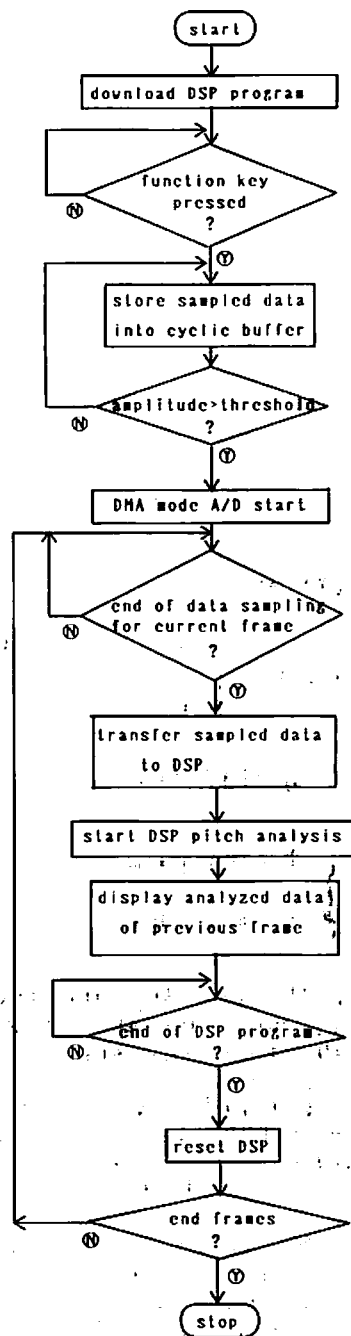 start
download DSP program
function key
pressed
?
Ⓝ
Ⓨ
store sampled data
into cyclic buffer
amplitude>threshold
?
Ⓝ
Ⓨ
DMA mode A/D start
end of data sampling
for current frame
?
Ⓝ
Ⓨ
transfer sampled data
to DSP
start DSP pitch analysis
display analyzed data
of previous frame
end of DSP program
?
Ⓝ
Ⓨ
reset DSP
end frames
?
Ⓝ
Ⓨ
stop